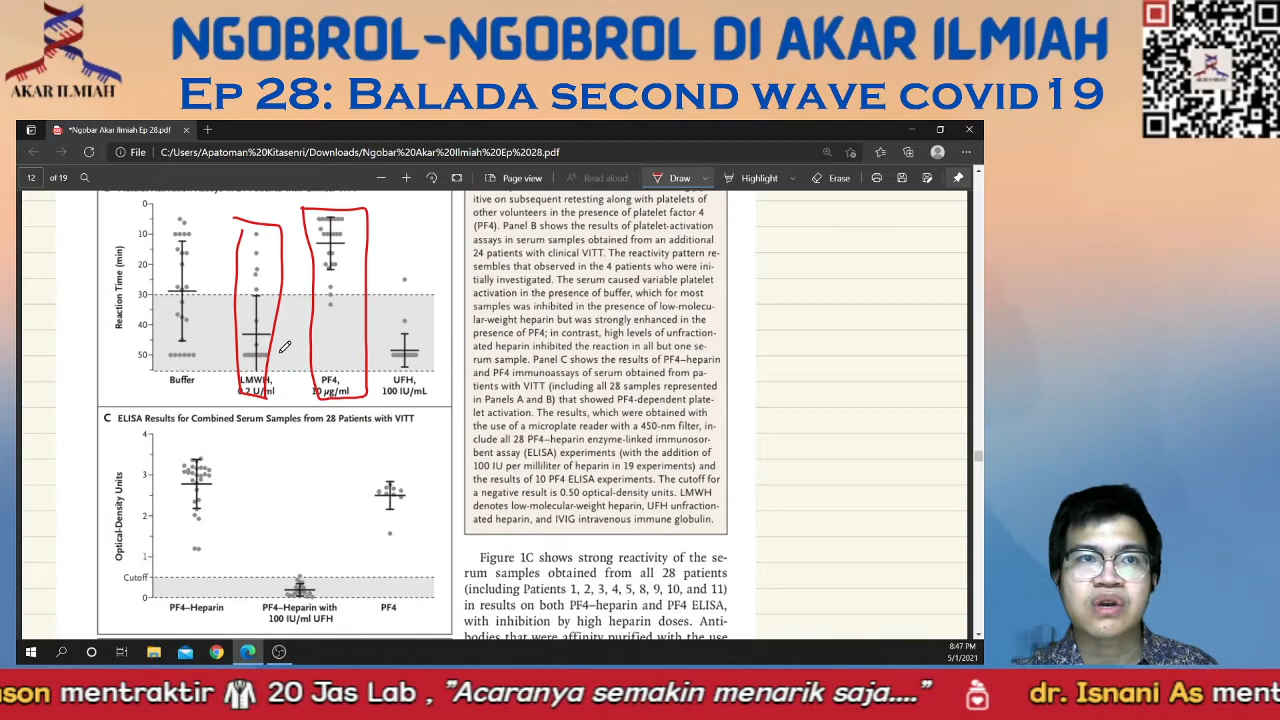 NGOBROL-NGOBROL DI AKAR ILMIAH
AKAR ILMIAH
Ep 28: Balada second wave covid19
*Ngobar Akar Ilmiah Ep 28.pdf
File
C:/Users/Apatoman%20Kitasenri/Downloads/Ngobar%20Akar%20Ilmiah%20Ep%2028.pdf
12 of 19
Page view
Read aloud
Draw
Highlight
Erase
0
10
20
30
40
50
Reaction Time (min)
Buffer
LMWH,
0.2 U/ml
PF4,
10 µg/ml
UFH,
100 IU/mL
C ELISA Results for Combined Serum Samples from 28 Patients with VITT
4
3
2
1
Cutoff
0
Optical-Density Units
PF4–Heparin
PF4–Heparin with
100 IU/ml UFH
PF4
itive on subsequent retesting along with platelets of
other volunteers in the presence of platelet factor 4
(PF4). Panel B shows the results of platelet-activation
assays in serum samples obtained from an additional
24 patients with clinical VITT. The reactivity pattern re-
sembles that observed in the 4 patients who were ini-
tially investigated. The serum caused variable platelet
activation in the presence of buffer, which for most
samples was inhibited in the presence of low-molecu-
lar-weight heparin but was strongly enhanced in the
presence of PF4; in contrast, high levels of unfraction-
ated heparin inhibited the reaction in all but one se-
rum sample. Panel C shows the results of PF4–heparin
and PF4 immunoassays of serum obtained from pa-
tients with VITT (including all 28 samples represented
in Panels A and B) that showed PF4-dependent plate-
let activation. The results, which were obtained with
the use of a microplate reader with a 450-nm filter, in-
clude all 28 PF4–heparin enzyme-linked immunosor-
bent assay (ELISA) experiments (with the addition of
100 IU per milliliter of heparin in 19 experiments) and
the results of 10 PF4 ELISA experiments. The cutoff for
a negative result is 0.50 optical-density units. LMWH
denotes low-molecular-weight heparin, UFH unfraction-
ated heparin, and IVIG intravenous immune globulin.
Figure 1C shows strong reactivity of the se-
rum samples obtained from all 28 patients
(including Patients 1, 2, 3, 4, 5, 8, 9, 10, and 11)
in results on both PF4–heparin and PF4 ELISA,
with inhibition by high heparin doses. Anti-
bodies that were affinity purified with the use
8:47 PM
5/1/2021
ason mentraktir 20 Jas Lab , "Acaranya semakin menarik saja...." dr. Isnani As ment